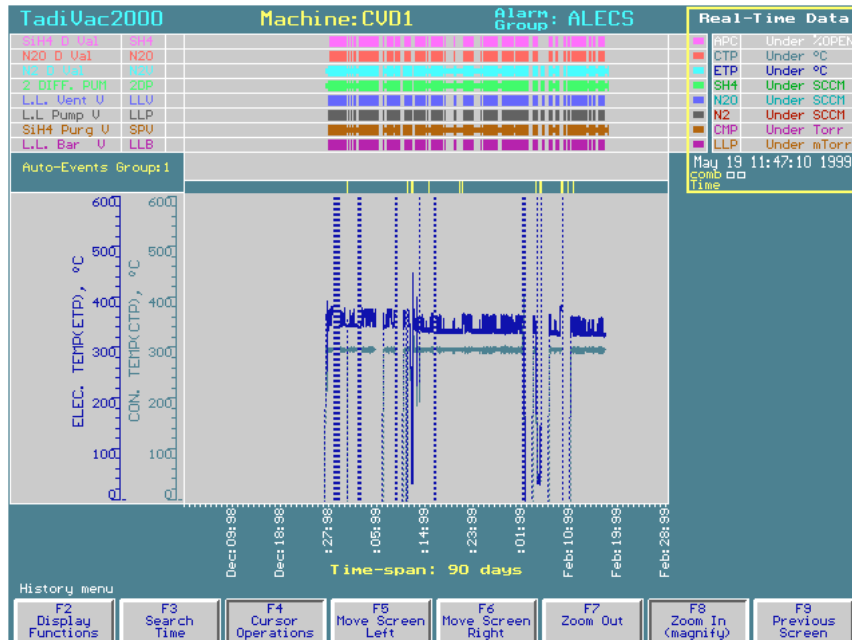 TadiVac2000 Machine:CVD1 Alarm Group: ALECS
Real-Time Data
SiH4 D Val SH4
N2O D Val N2O
N2 D Val N2V
2 DIFF. PUM 2DP
L.L. Vent V LLV
L.L Pump V LLP
SiH4 Purg V SPV
L.L. Bar V LLB
APC Under %OPEN
CTP Under °C
ETP Under °C
SH4 Under SCCM
N2O Under SCCM
N2 Under SCCM
CMP Under Torr
LLP Under mTorr
May 19 11:47:10 1999
comb
Time
Auto-Events Group:1
ELEC. TEMP(ETP), °C
600
500
400
300
200
100
0
CON. TEMP(CTP), °C
600
500
400
300
200
100
0
Dec:09:98
Dec:18:98
:27:98
:05:99
:14:99
:23:99
:01:99
Feb:10:99
Feb:19:99
Feb:28:99
Time-span: 90 days
History menu
F2 Display Functions
F3 Search Time
F4 Cursor Operations
F5 Move Screen Left
F6 Move Screen Right
F7 Zoom Out
F8 Zoom In (magnify)
F9 Previous Screen